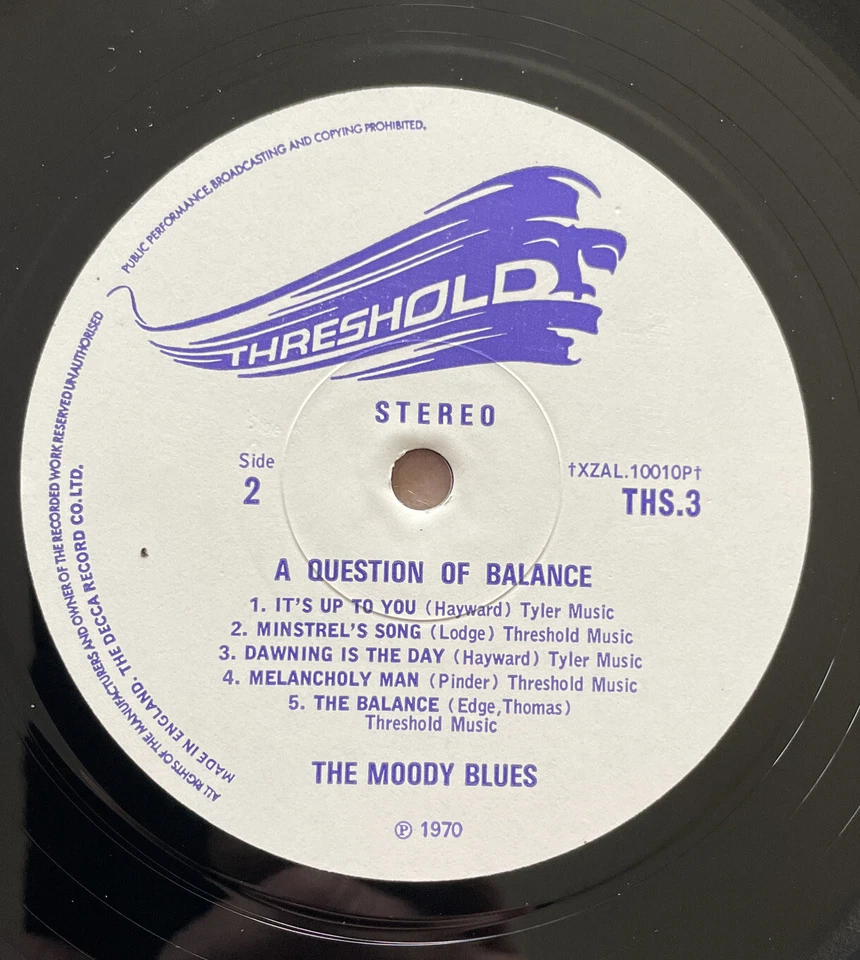 PUBLIC PERFORMANCE, BROADCASTING AND COPYING PROHIBITED.
ALL RIGHTS OF THE MANUFACTURERS AND OWNER OF THE RECORDED WORK RESERVED UNAUTHORISED
MADE IN ENGLAND. THE DECCA RECORD CO. LTD.
THRESHOLD
STEREO
Side
2
†XZAL.10010P†
THS.3
A QUESTION OF BALANCE
1. IT'S UP TO YOU (Hayward) Tyler Music
2. MINSTREL'S SONG (Lodge) Threshold Music
3. DAWNING IS THE DAY (Hayward) Tyler Music
4. MELANCHOLY MAN (Pinder) Threshold Music
5. THE BALANCE (Edge,Thomas)
Threshold Music
THE MOODY BLUES
℗ 1970